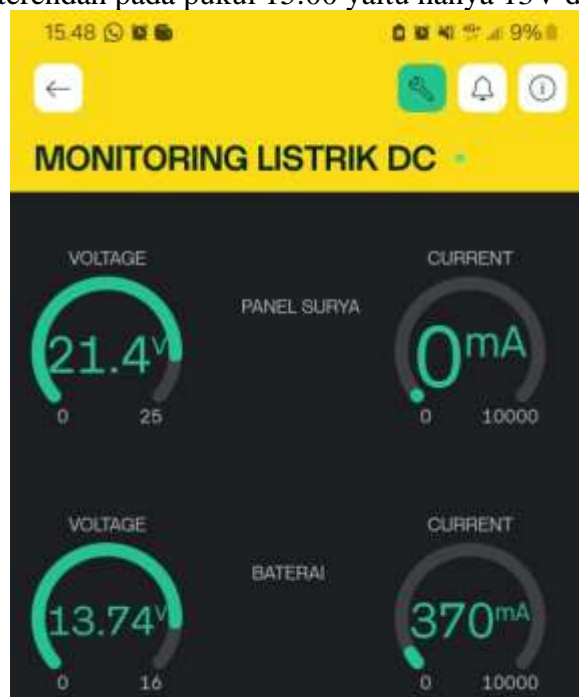 terendah pada pukul 15.00 yaitu hanya 13V d
15.48 9%
MONITORING LISTRIK DC
VOLTAGE CURRENT
PANEL SURYA
21.4V 0mA
0 25 0 10000
VOLTAGE CURRENT
BATERAI
13.74V 370mA
0 16 0 10000